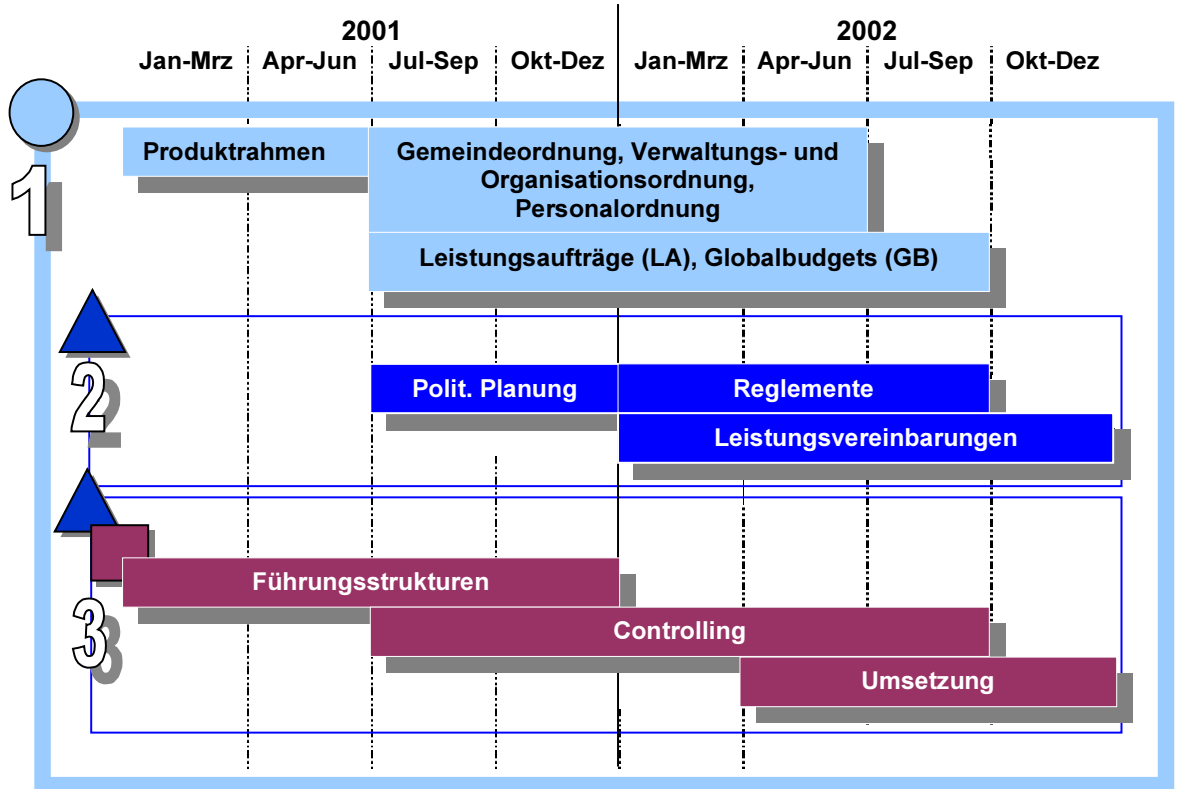 2001 2002
Jan-Mrz Apr-Jun Jul-Sep Okt-Dez Jan-Mrz Apr-Jun Jul-Sep Okt-Dez
1
Produktrahmen
Gemeindeordnung, Verwaltungs- und
Organisationsordnung,
Personalordnung
Leistungsaufträge (LA), Globalbudgets (GB)
2
Polit. Planung
Reglemente
Leistungsvereinbarungen
3
Führungsstrukturen
Controlling
Umsetzung